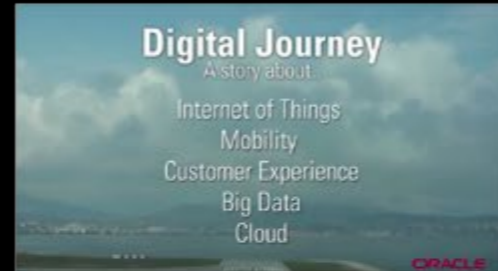 Digital Journey
A story about:
Internet of Things
Mobility
Customer Experience
Big Data
Cloud
ORACLE